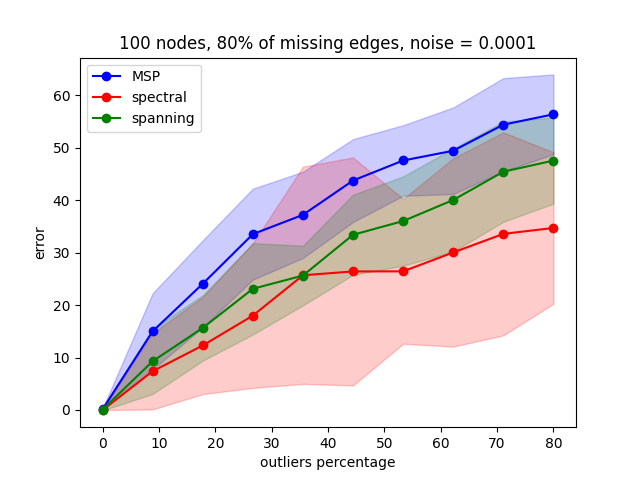 100 nodes, 80% of missing edges, noise = 0.0001
MSP
spectral
spanning
error
60
50
40
30
20
10
0
0 10 20 30 40 50 60 70 80
outliers percentage